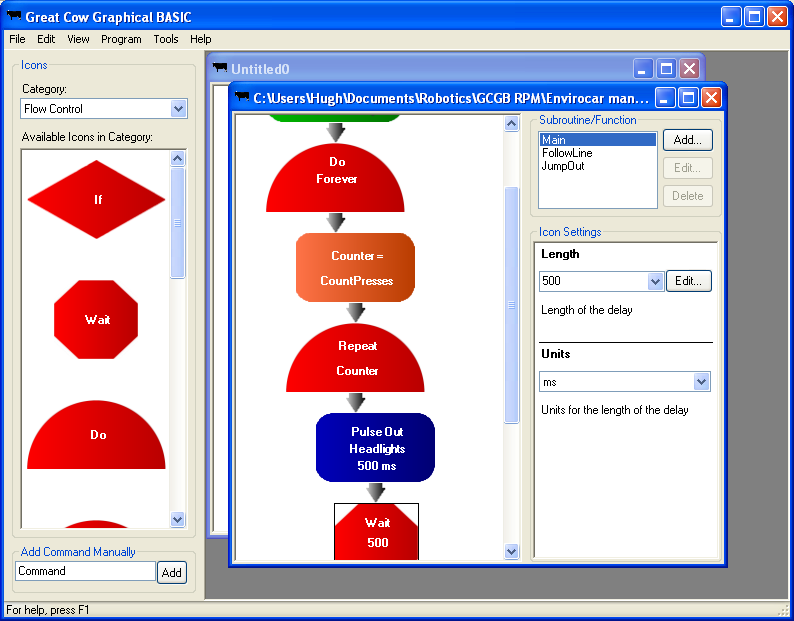 Great Cow Graphical BASIC
File Edit View Program Tools Help
Icons
Category:
Flow Control
Available Icons in Category:
If
Wait
Do
Add Command Manually
Command
Add
For help, press F1
Untitled0
C:\Users\Hugh\Documents\Robotics\GCGB RPM\Envirocar man...
Do
Forever
Counter =
CountPresses
Repeat
Counter
Pulse Out
Headlights
500 ms
Wait
500
Subroutine/Function
Main
FollowLine
JumpOut
Add...
Edit...
Delete
Icon Settings
Length
500
Edit...
Length of the delay
Units
ms
Units for the length of the delay